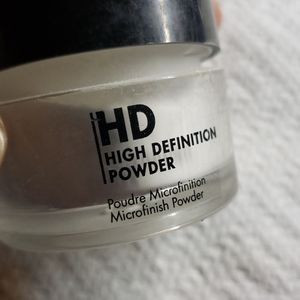 HD
HIGH DEFINITION
POWDER
Poudre Microfinition
Microfinish Powder